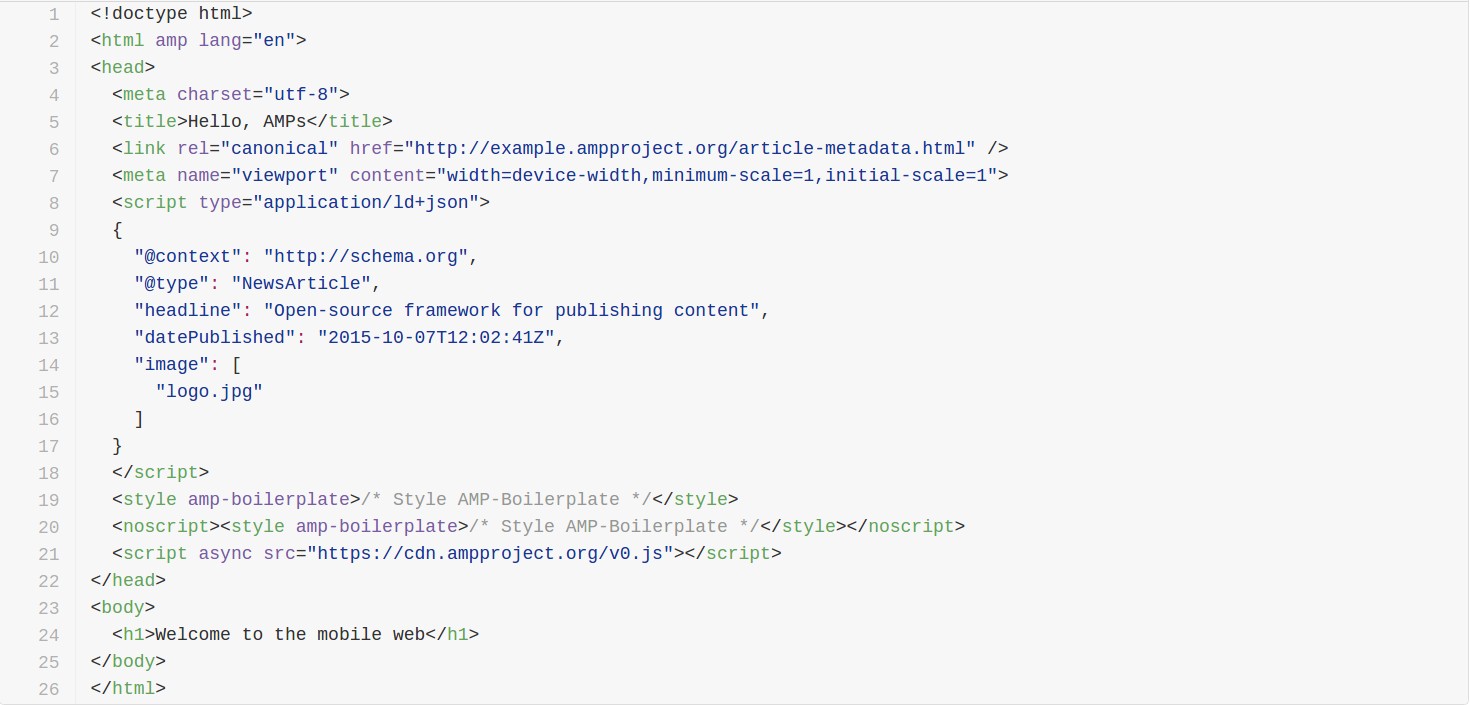 1 <!doctype html>
2 <html amp lang="en">
3 <head>
4   <meta charset="utf-8">
5   <title>Hello, AMPs</title>
6   <link rel="canonical" href="http://example.ampproject.org/article-metadata.html" />
7   <meta name="viewport" content="width=device-width,minimum-scale=1,initial-scale=1">
8   <script type="application/ld+json">
9   {
10     "@context": "http://schema.org",
11     "@type": "NewsArticle",
12     "headline": "Open-source framework for publishing content",
13     "datePublished": "2015-10-07T12:02:41Z",
14     "image": [
15       "logo.jpg"
16     ]
17   }
18   </script>
19   <style amp-boilerplate>/* Style AMP-Boilerplate */</style>
20   <noscript><style amp-boilerplate>/* Style AMP-Boilerplate */</style></noscript>
21   <script async src="https://cdn.ampproject.org/v0.js"></script>
22 </head>
23 <body>
24   <h1>Welcome to the mobile web</h1>
25 </body>
26 </html>